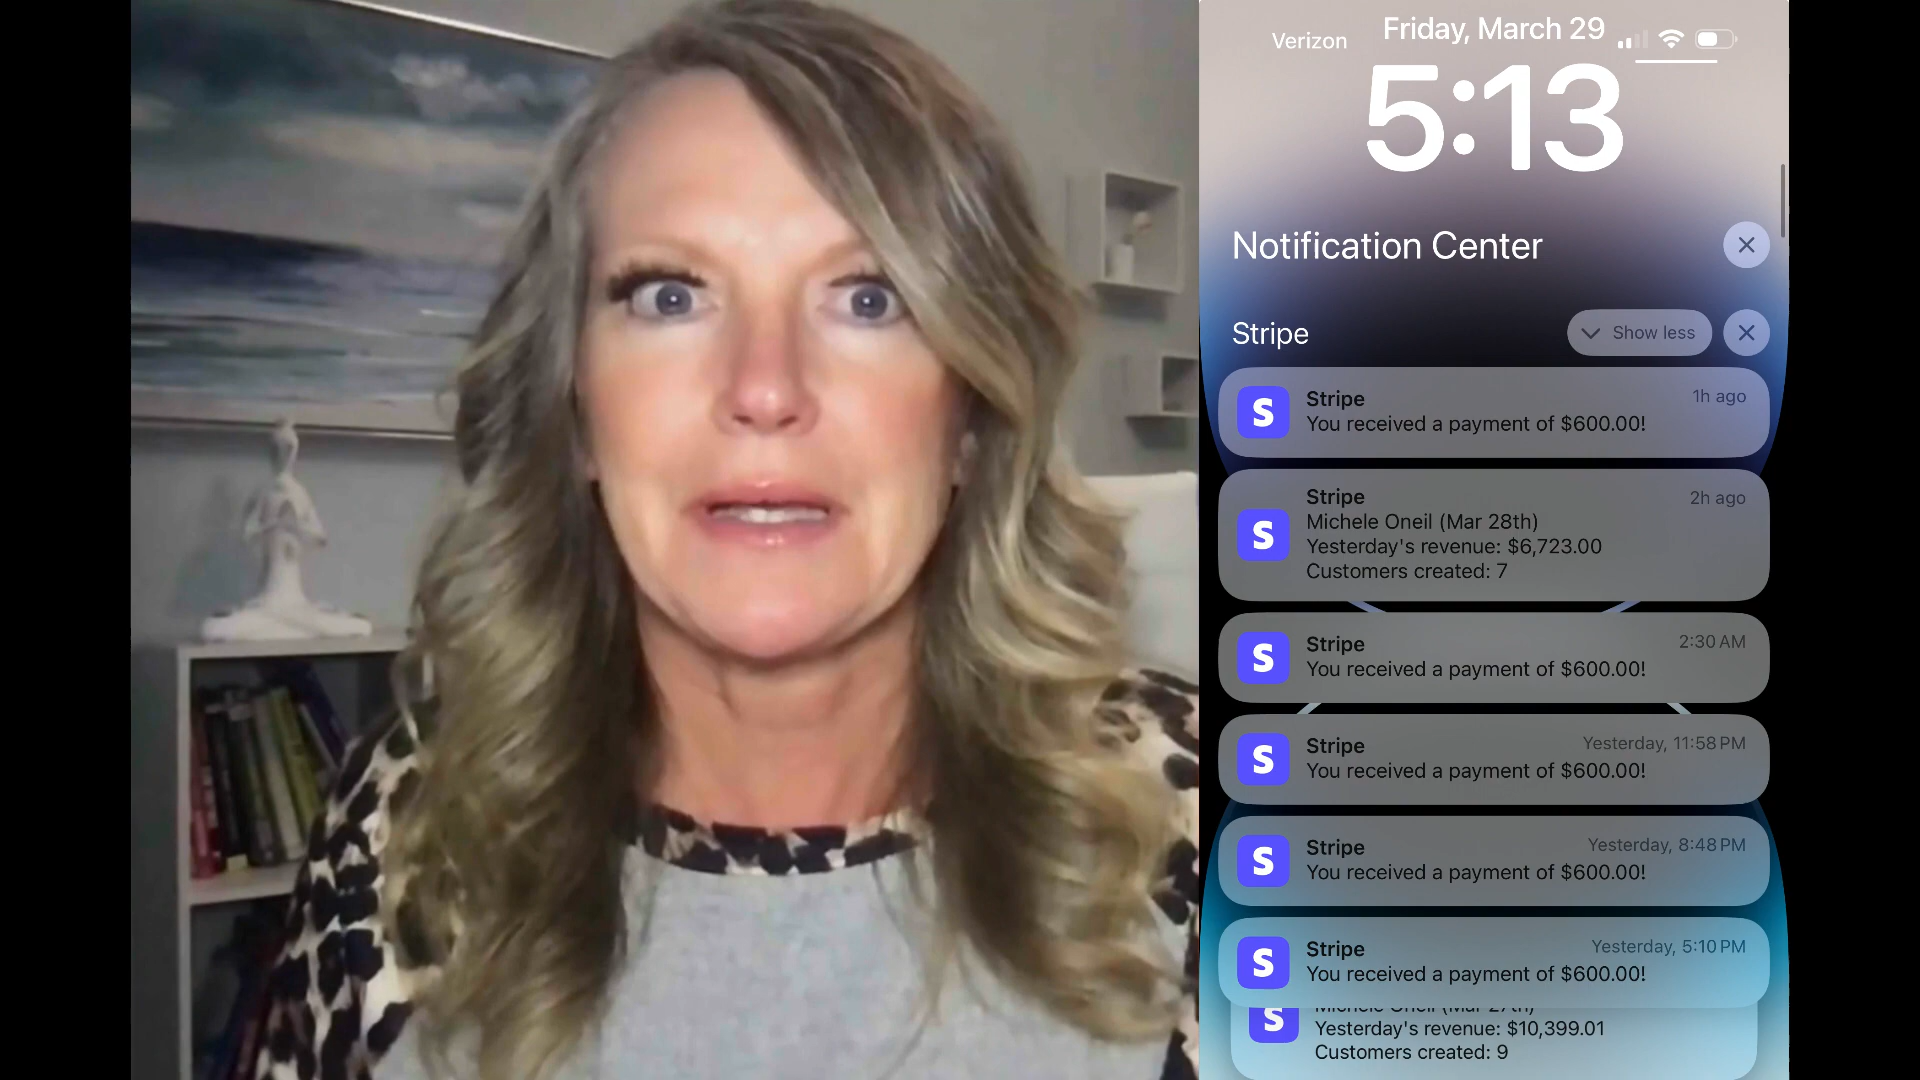 Verizon
Friday, March 29
5:13
Notification Center
Stripe
Show less
Stripe
1h ago
You received a payment of $600.00!
Stripe
2h ago
Michele Oneil (Mar 28th)
Yesterday's revenue: $6,723.00
Customers created: 7
Stripe
2:30 AM
You received a payment of $600.00!
Stripe
Yesterday, 11:58 PM
You received a payment of $600.00!
Stripe
Yesterday, 8:48 PM
You received a payment of $600.00!
Stripe
Yesterday, 5:10 PM
You received a payment of $600.00!
Michele Oneil (Mar 27th)
Yesterday's revenue: $10,399.01
Customers created: 9